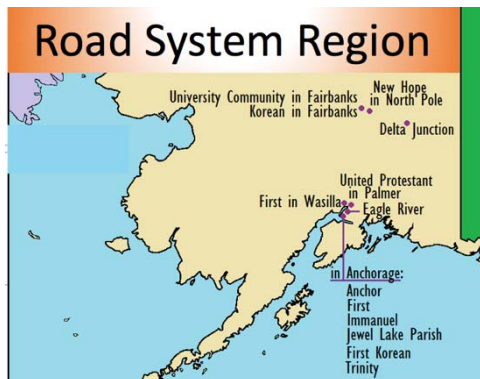 Road System Region
New Hope
in North Pole
University Community in Fairbanks
Korean in Fairbanks
Delta Junction
United Protestant
in Palmer
First in Wasilla
Eagle River
in Anchorage:
Anchor
First
Immanuel
Jewel Lake Parish
First Korean
Trinity